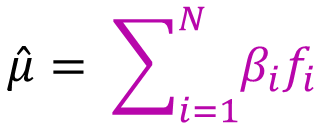 μ̂ = ∑_{i=1}^{N} β_i f_i